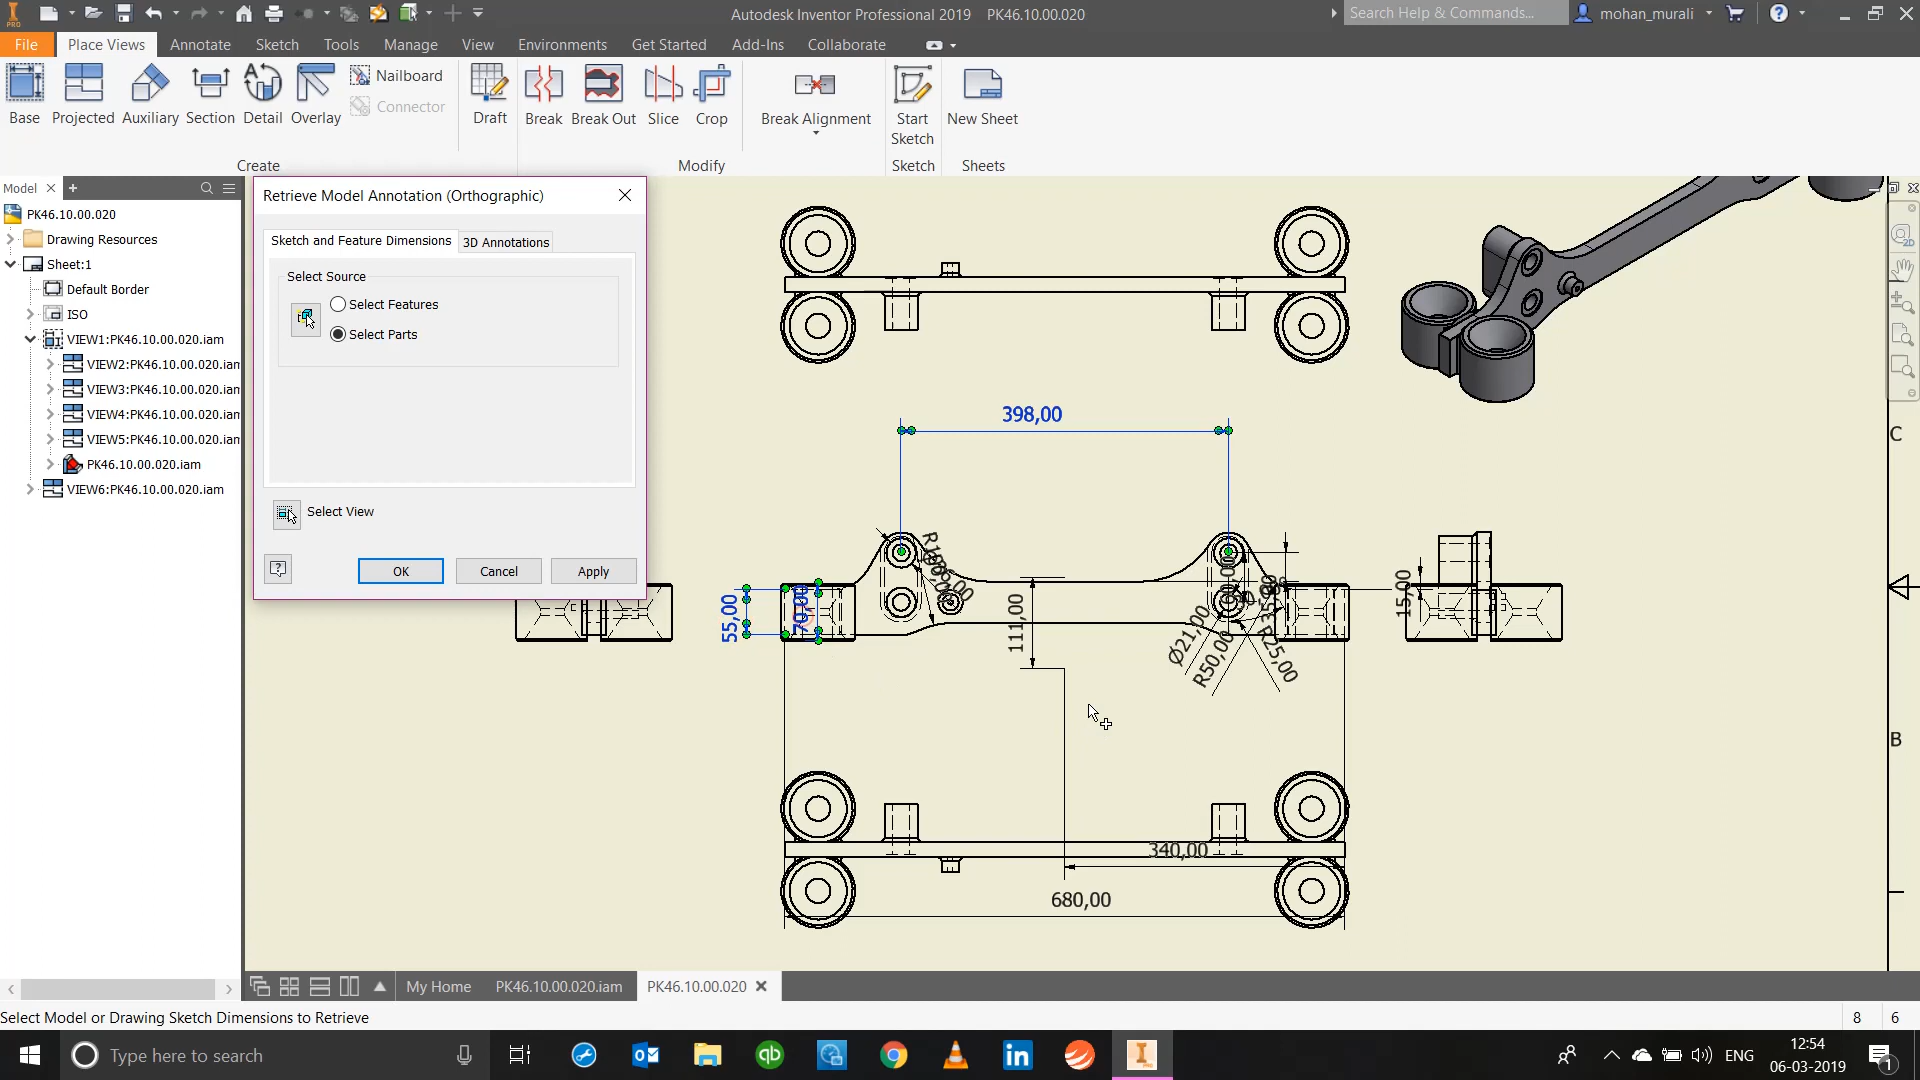 Autodesk Inventor Professional 2019 PK46.10.00.020
Search Help & Commands...
mohan_murali
PRO
File
Place Views
Annotate
Sketch
Tools
Manage
View
Environments
Get Started
Add-Ins
Collaborate
Base
Projected
Auxiliary
Section
Detail
Overlay
Nailboard
Connector
Draft
Break
Break Out
Slice
Crop
Break Alignment
Start
Sketch
New Sheet
Create
Modify
Sketch
Sheets
Model
PK46.10.00.020
Drawing Resources
Sheet:1
Default Border
ISO
VIEW1:PK46.10.00.020.iam
VIEW2:PK46.10.00.020.iam
VIEW3:PK46.10.00.020.iam
VIEW4:PK46.10.00.020.iam
VIEW5:PK46.10.00.020.iam
PK46.10.00.020.iam
VIEW6:PK46.10.00.020.iam
Retrieve Model Annotation (Orthographic)
Sketch and Feature Dimensions
3D Annotations
Select Source
Select Features
Select Parts
Select View
OK
Cancel
Apply
398,00
55,00
70,00
111,00
Ø21,00
R50,00
R25,00
15,00
340,00
680,00
C
B
My Home
PK46.10.00.020.iam
PK46.10.00.020
Select Model or Drawing Sketch Dimensions to Retrieve
8
6
Type here to search
ENG
12:54
06-03-2019
1